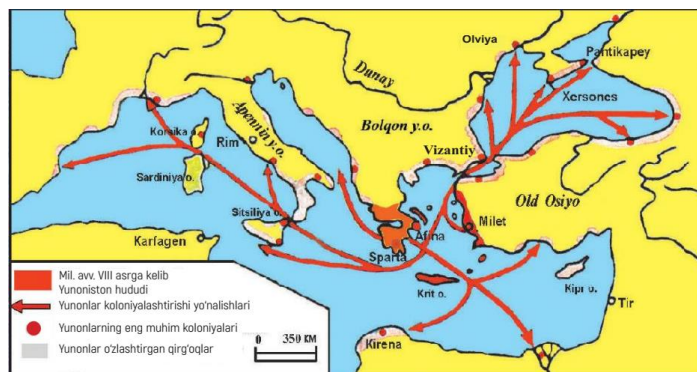 Olviya
Pantikapey
Dunay
Xersones
Korsika o.
Apennin y.o.
Bolqon y.o.
Rim
Vizantiy
Sardiniya o.
Old Osiyo
Sitsiliya o.
Milet
Afina
Karfagen
Sparta
Krit o.
Kipr o.
Tir
Kirena
Mil. avv. VIII asrga kelib
Yunoniston hududi
Yunonlar koloniyalashtirishi yo'nalishlari
Yunonlarning eng muhim koloniyalari
Yunonlar o'zlashtirgan qirg'oqlar
0 350 KM